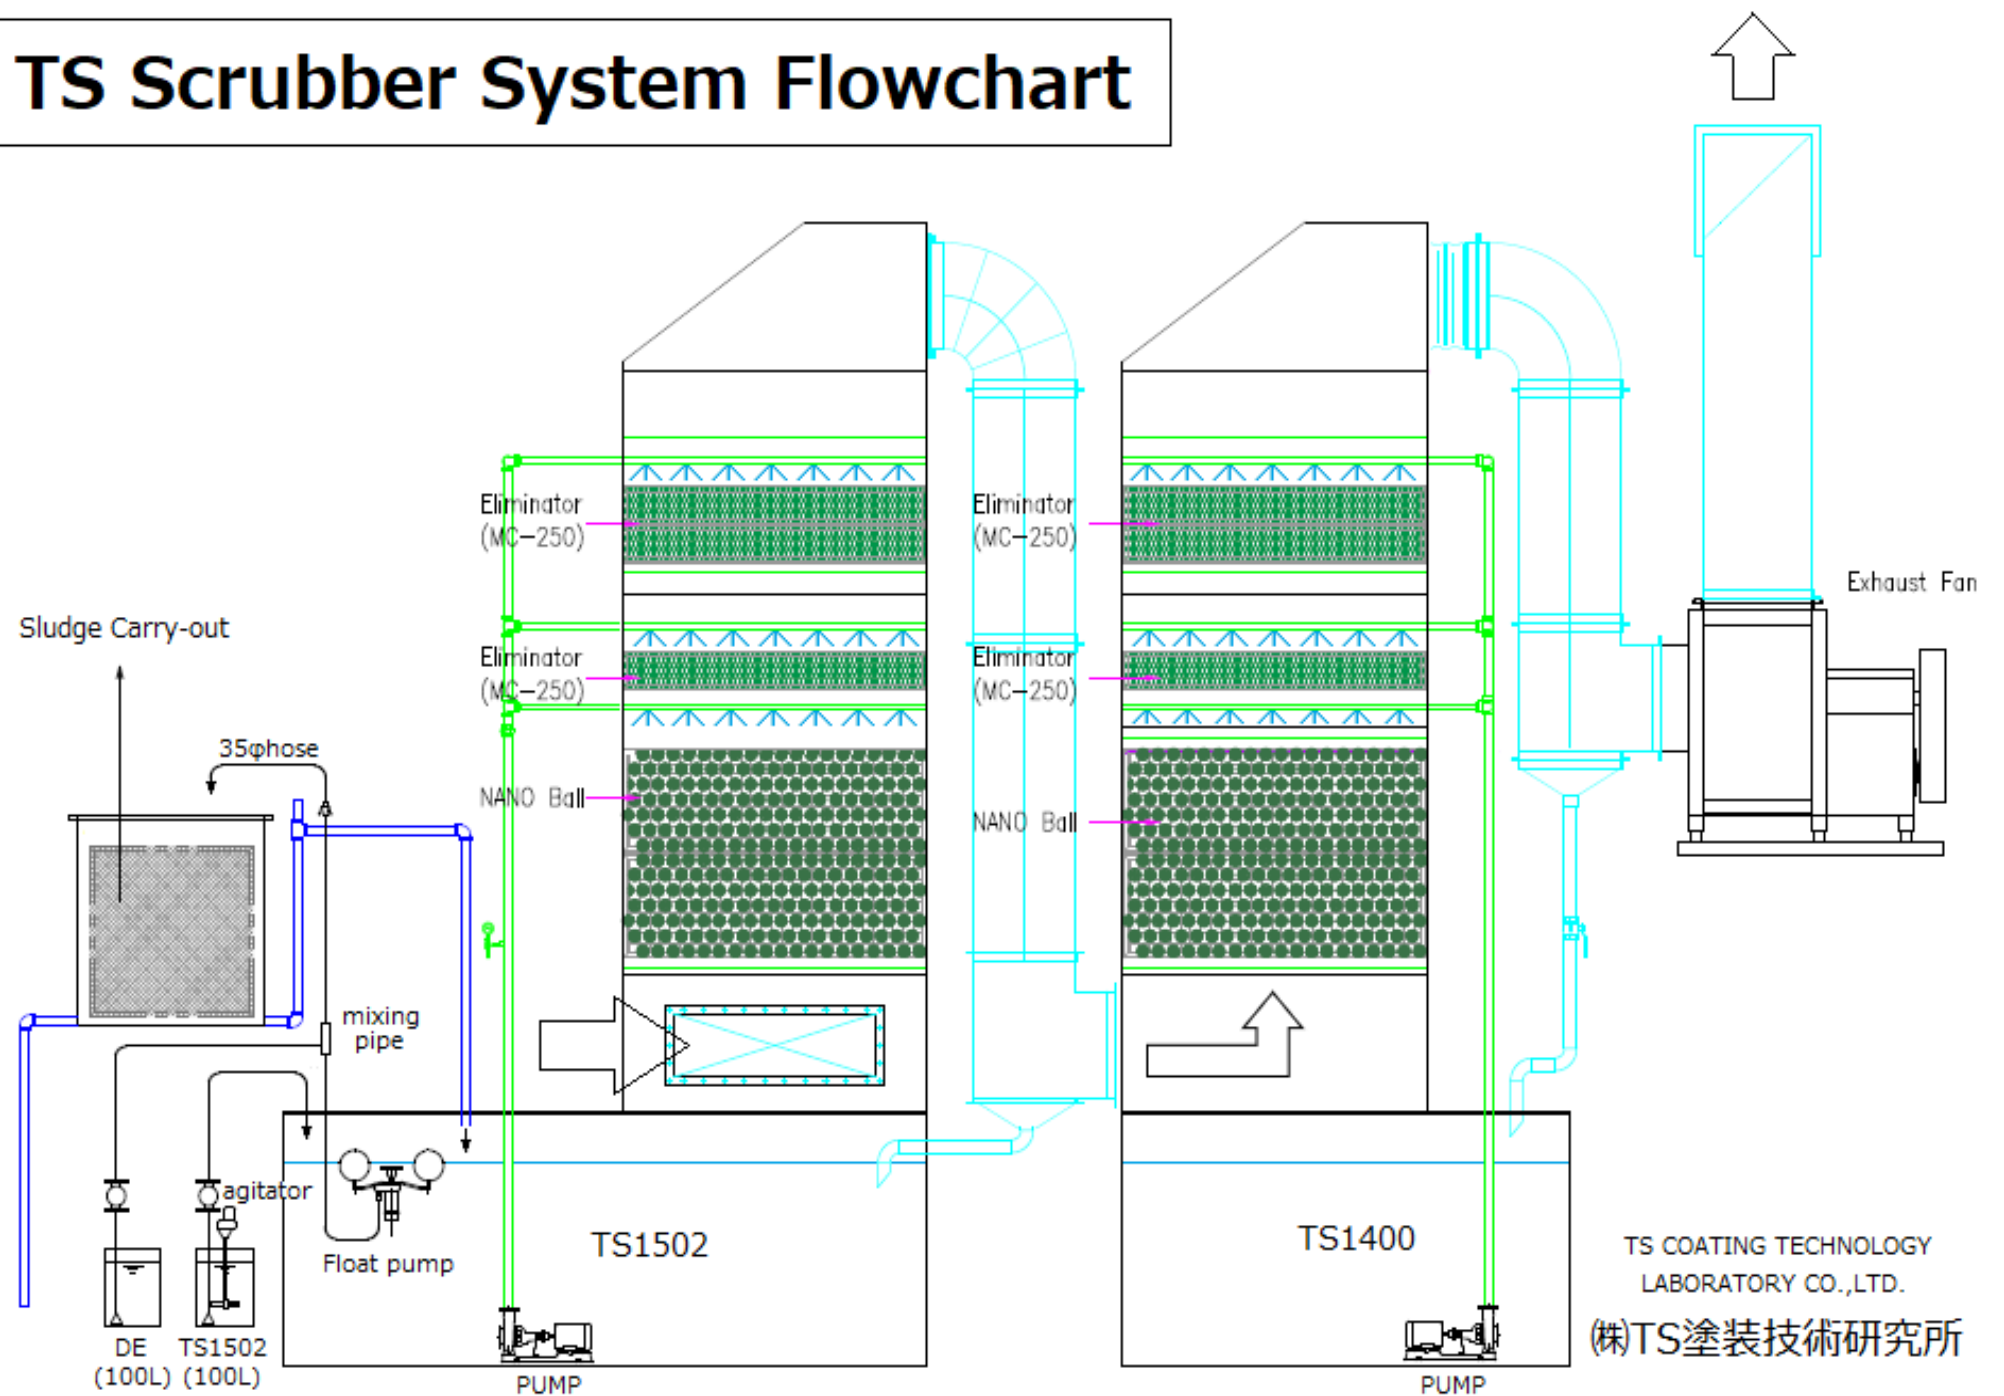 TS Scrubber System Flowchart
Eliminator
(MC-250)
Eliminator
(MC-250)
Exhaust Fan
Sludge Carry-out
Eliminator
(MC-250)
Eliminator
(MC-250)
35φhose
NANO Ball
NANO Ball
mixing
pipe
agitator
Float pump
TS1502
TS1400
DE
(100L)
TS1502
(100L)
PUMP
PUMP
TS COATING TECHNOLOGY
LABORATORY CO.,LTD.
㈱TS塗装技術研究所